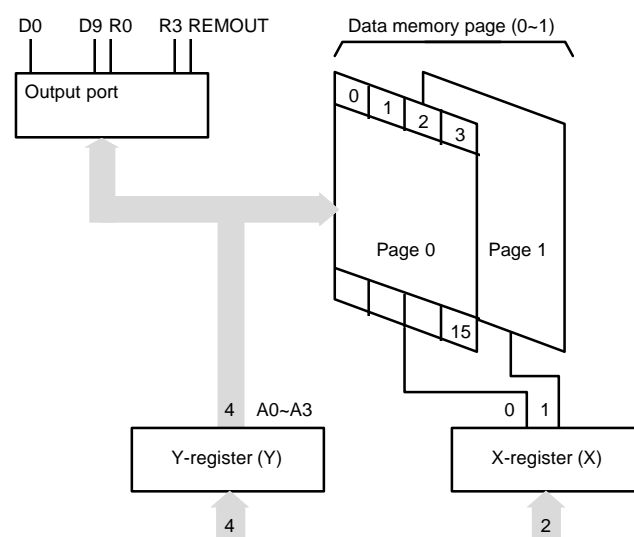 D0 D9 R0 R3 REMOUT
Data memory page (0~1)
Output port
0 1 2 3
Page 0 Page 1
15
4 A0~A3
0 1
Y-register (Y)
X-register (X)
4
2